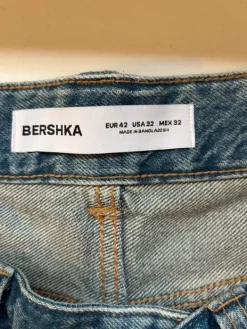 BERSHKA
EUR 42 USA 32 MEX 32
MADE IN BANGLADESH